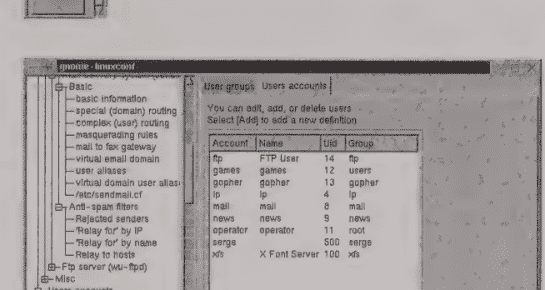 gnome - linuxconf
Basic
basic information
special (domain) routing
complex (user) routing
masquerading rules
mail to fax gateway
virtual email domain
user aliases
virtual domain user alias
/etc/sendmail.cf
Anti-spam filters
Rejected senders
'Relay for' by IP
'Relay for' by name
Relay to hosts
Ftp server (wu-ftpd)
Misc
Users accounts
User groups Users accounts
You can edit, add, or delete users
Select [Add] to add a new definition
Account Name Uid Group
ftp FTP User 14 ftp
games games 12 users
gopher gopher 13 gopher
lp lp 4 lp
mail mail 8 mail
news news 9 news
operator operator 11 root
serge 500 serge
xfs X Font Server 100 xfs